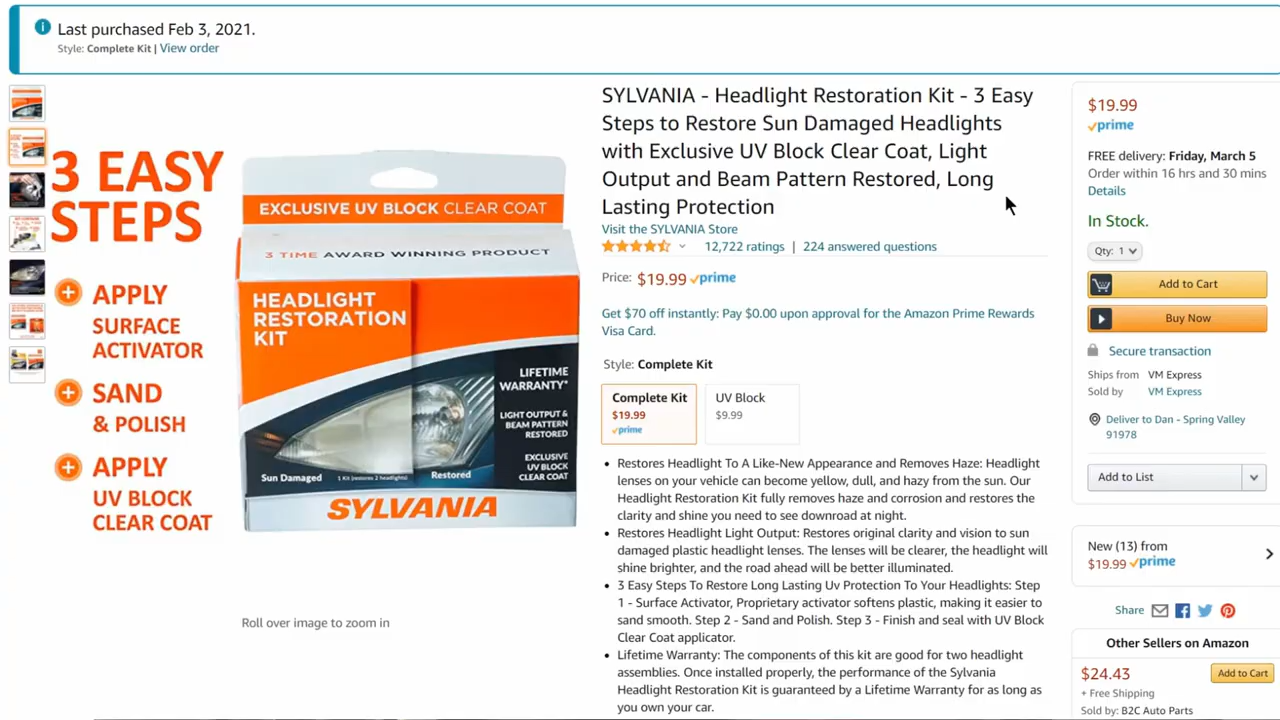 Last purchased Feb 3, 2021.
Style: Complete Kit | View order
3 EASY
STEPS
APPLY
SURFACE
ACTIVATOR
SAND
& POLISH
APPLY
UV BLOCK
CLEAR COAT
EXCLUSIVE UV BLOCK CLEAR COAT
3 TIME AWARD WINNING PRODUCT
HEADLIGHT
RESTORATION
KIT
LIFETIME
WARRANTY*
LIGHT OUTPUT &
BEAM PATTERN
RESTORED
EXCLUSIVE
UV BLOCK
CLEAR COAT
Sun Damaged
1 Kit (restores 2 headlights)
Restored
SYLVANIA
Roll over image to zoom in
SYLVANIA - Headlight Restoration Kit - 3 Easy
Steps to Restore Sun Damaged Headlights
with Exclusive UV Block Clear Coat, Light
Output and Beam Pattern Restored, Long
Lasting Protection
Visit the SYLVANIA Store
12,722 ratings | 224 answered questions
Price: $19.99 prime
Get $70 off instantly: Pay $0.00 upon approval for the Amazon Prime Rewards
Visa Card.
Style: Complete Kit
Complete Kit
$19.99
prime
UV Block
$9.99
• Restores Headlight To A Like-New Appearance and Removes Haze: Headlight
lenses on your vehicle can become yellow, dull, and hazy from the sun. Our
Headlight Restoration Kit fully removes haze and corrosion and restores the
clarity and shine you need to see downroad at night.
• Restores Headlight Light Output: Restores original clarity and vision to sun
damaged plastic headlight lenses. The lenses will be clearer, the headlight will
shine brighter, and the road ahead will be better illuminated.
• 3 Easy Steps To Restore Long Lasting Uv Protection To Your Headlights: Step
1 - Surface Activator, Proprietary activator softens plastic, making it easier to
sand smooth. Step 2 - Sand and Polish. Step 3 - Finish and seal with UV Block
Clear Coat applicator.
• Lifetime Warranty: The components of this kit are good for two headlight
assemblies. Once installed properly, the performance of the Sylvania
Headlight Restoration Kit is guaranteed by a Lifetime Warranty for as long as
you own your car.
$19.99
prime
FREE delivery: Friday, March 5
Order within 16 hrs and 30 mins
Details
In Stock.
Qty: 1
Add to Cart
Buy Now
Secure transaction
Ships from VM Express
Sold by VM Express
Deliver to Dan - Spring Valley
91978
Add to List
New (13) from
$19.99 prime
Share
Other Sellers on Amazon
$24.43
Add to Cart
+ Free Shipping
Sold by: B2C Auto Parts